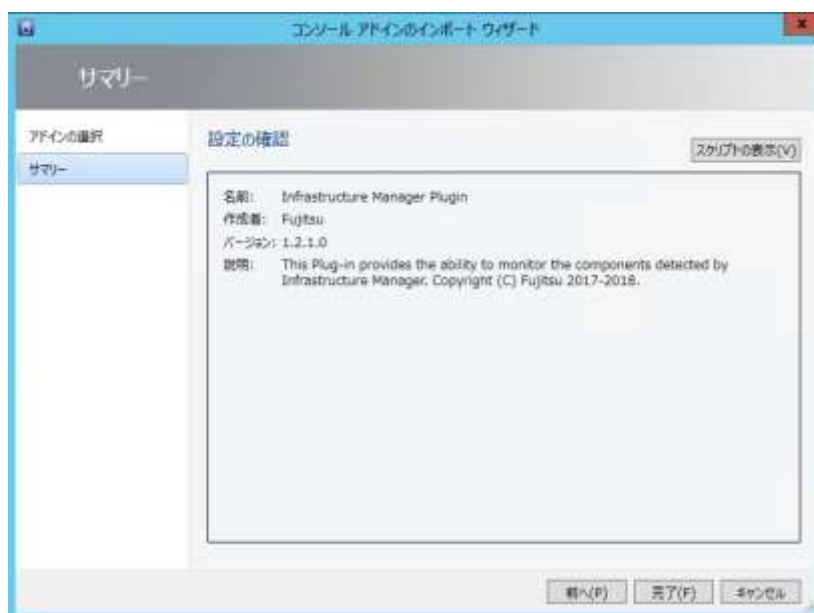 コンソール アドインのインポート ウィザード
サマリー
アドインの選択
サマリー
設定の確認
スクリプトの表示(V)
名前: Infrastructure Manager Plugin
作成者: Fujitsu
バージョン: 1.2.1.0
説明: This Plug-in provides the ability to monitor the components detected by
Infrastructure Manager. Copyright (C) Fujitsu 2017-2018.
前へ(P) 完了(F) キャンセル